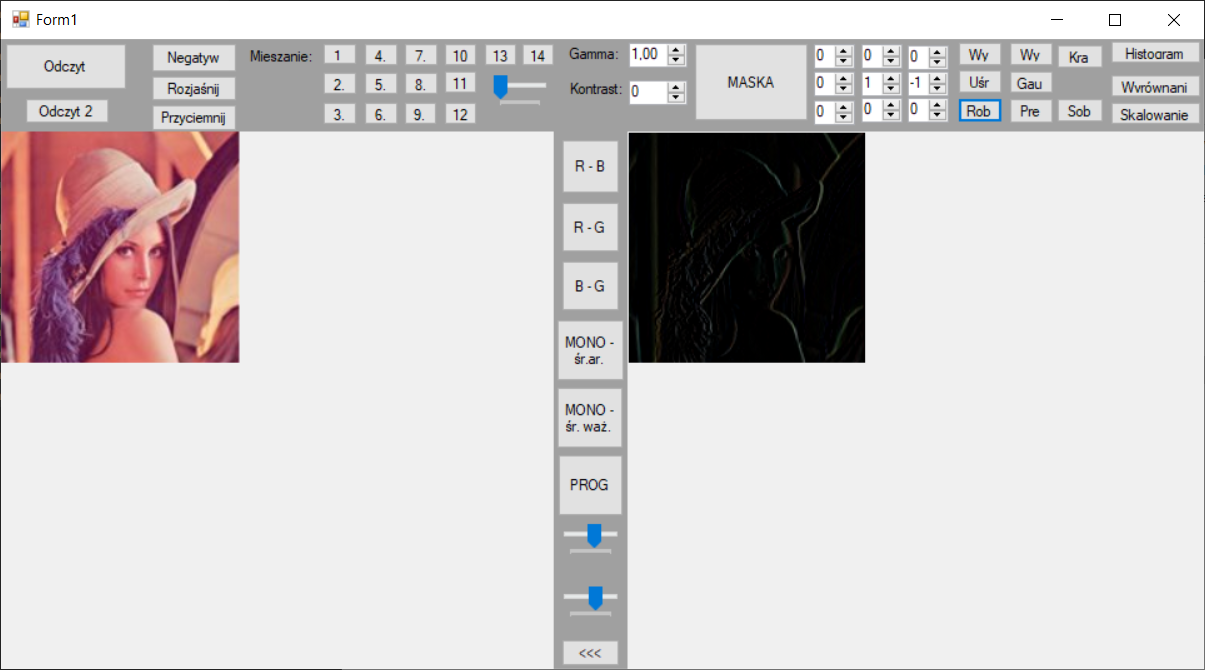 Form1
Odczyt
Odczyt 2
Negatyw
Rozjaśnij
Przyciemnij
Mieszanie:
1 4. 7. 10 13 14
2. 5. 8. 11
3. 6. 9. 12
Gamma: 1,00
Kontrast: 0
MASKA
0 0 0
0 1 -1
0 0 0
Wy Wy Kra
Uśr Gau
Rob Pre Sob
Histogram
Wyrównani
Skalowanie
R - B
R - G
B - G
MONO -
śr.ar.
MONO -
śr. waż.
PROG
<<<